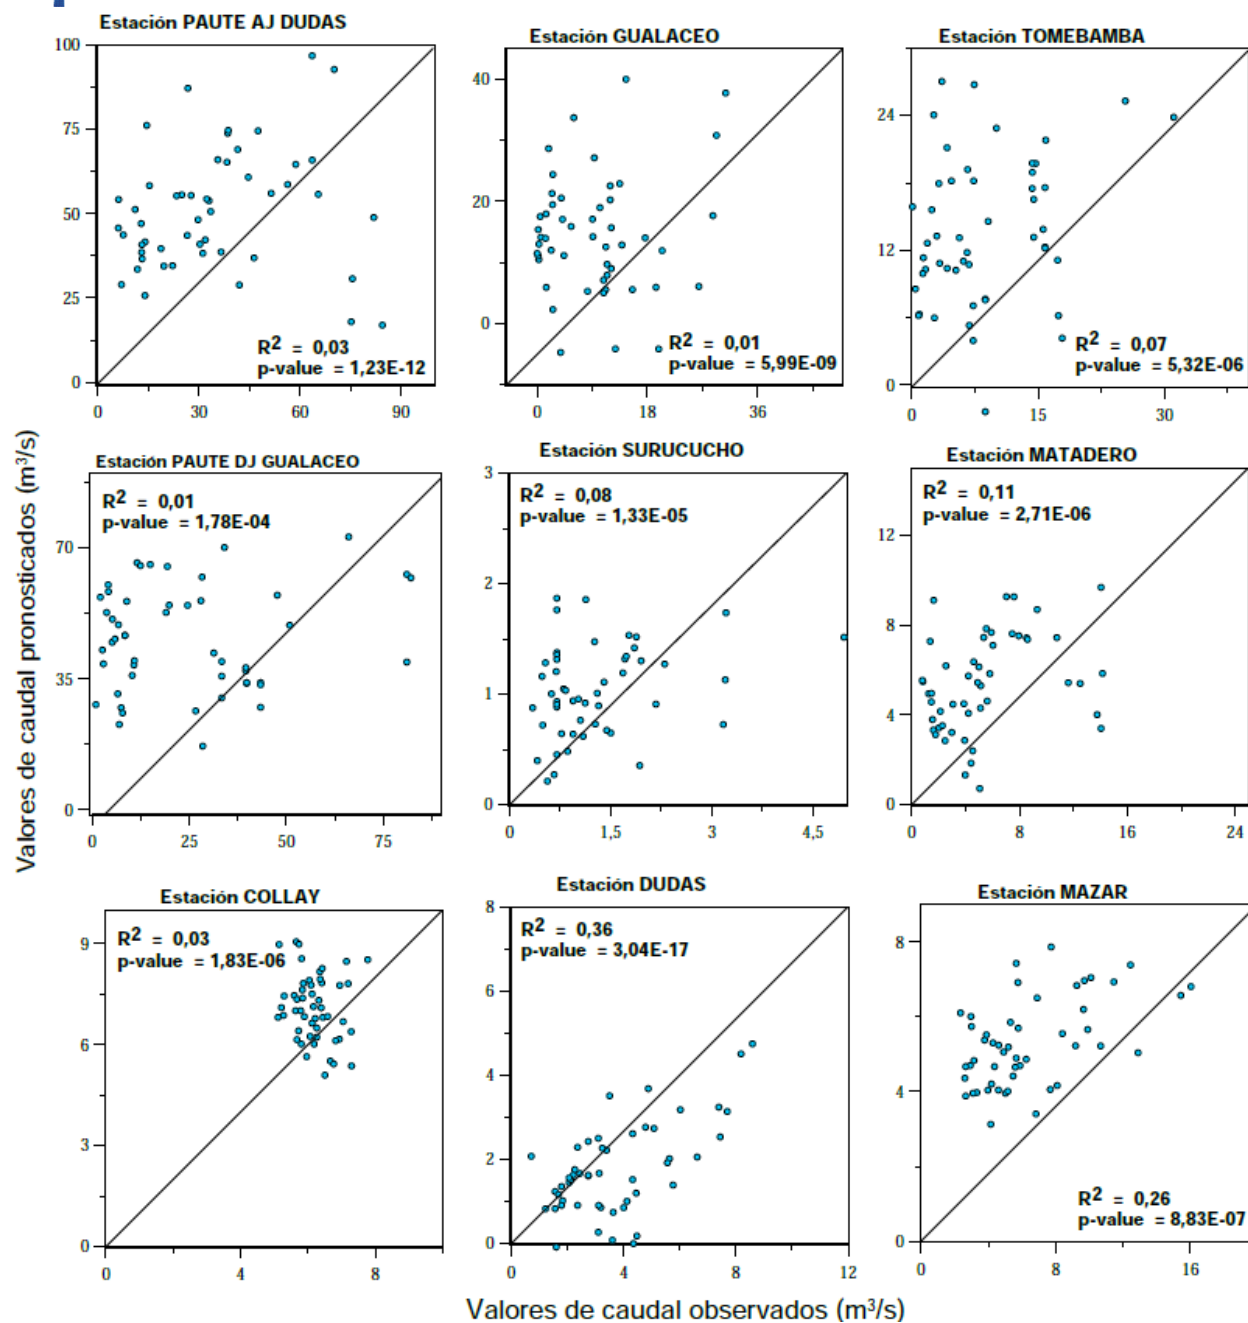 Estación PAUTE AJ DUDAS
100
75
50
25
0
0 30 60 90
R2 = 0,03
p-value = 1,23E-12
Estación GUALACEO
40
20
0
0 18 36
R2 = 0,01
p-value = 5,99E-09
Estación TOMEBAMBA
24
12
0
0 15 30
R2 = 0,07
p-value = 5,32E-06
Valores de caudal pronosticados (m³/s)
Estación PAUTE DJ GUALACEO
R2 = 0,01
p-value = 1,78E-04
70
35
0
0 25 50 75
Estación SURUCUCHO
R2 = 0,08
p-value = 1,33E-05
3
2
1
0
0 1,5 3 4,5
Estación MATADERO
R2 = 0,11
p-value = 2,71E-06
12
8
4
0
0 8 16 24
Estación COLLAY
R2 = 0,03
p-value = 1,83E-06
9
6
3
0
0 4 8
Estación DUDAS
R2 = 0,36
p-value = 3,04E-17
8
6
4
2
0
0 4 8 12
Estación MAZAR
8
4
0
0 8 16
R2 = 0,26
p-value = 8,83E-07
Valores de caudal observados (m³/s)